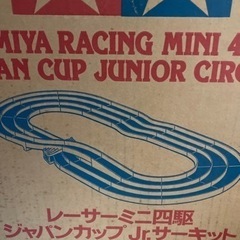 MIYA RACING MINI 4
AN CUP JUNIOR CIRC
レーサーミニ四駆
ジャパンカップJr.サーキット